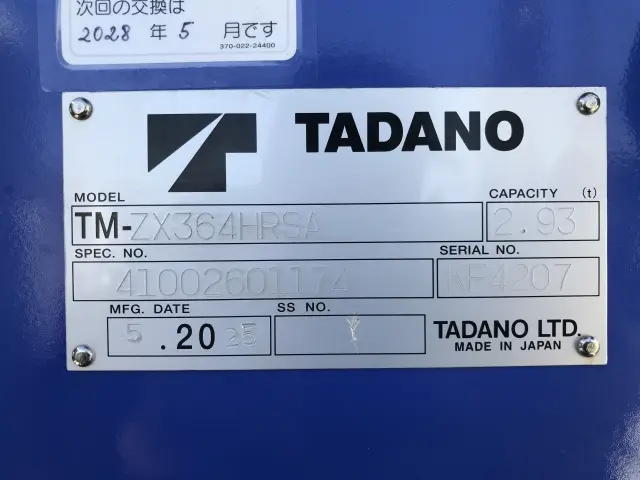 次回の交換は
2028 年 5 月です
370-022-24400
TADANO
MODEL
CAPACITY (t)
TM-ZX364HRSA
2.93
SPEC. NO.
SERIAL NO.
41002601174
NF4207
MFG. DATE
SS NO.
5 .20 25
Y
TADANO LTD.
MADE IN JAPAN